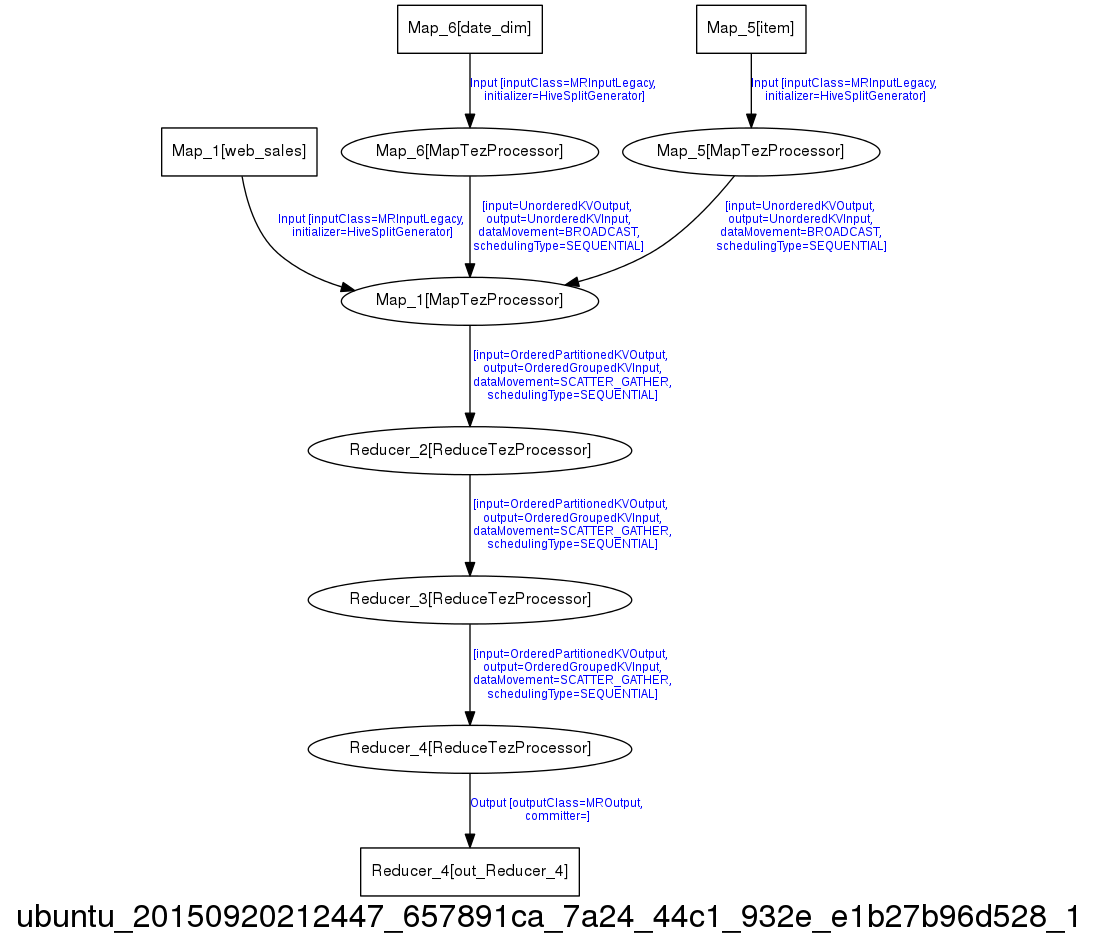 Map_6[date_dim]
Map_5[item]
Input [inputClass=MRInputLegacy,
initializer=HiveSplitGenerator]
Input [inputClass=MRInputLegacy,
initializer=HiveSplitGenerator]
Map_1[web_sales]
Map_6[MapTezProcessor]
Map_5[MapTezProcessor]
Input [inputClass=MRInputLegacy,
initializer=HiveSplitGenerator]
[input=UnorderedKVOutput,
output=UnorderedKVInput,
dataMovement=BROADCAST,
schedulingType=SEQUENTIAL]
[input=UnorderedKVOutput,
output=UnorderedKVInput,
dataMovement=BROADCAST,
schedulingType=SEQUENTIAL]
Map_1[MapTezProcessor]
[input=OrderedPartitionedKVOutput,
output=OrderedGroupedKVInput,
dataMovement=SCATTER_GATHER,
schedulingType=SEQUENTIAL]
Reducer_2[ReduceTezProcessor]
[input=OrderedPartitionedKVOutput,
output=OrderedGroupedKVInput,
dataMovement=SCATTER_GATHER,
schedulingType=SEQUENTIAL]
Reducer_3[ReduceTezProcessor]
[input=OrderedPartitionedKVOutput,
output=OrderedGroupedKVInput,
dataMovement=SCATTER_GATHER,
schedulingType=SEQUENTIAL]
Reducer_4[ReduceTezProcessor]
Output [outputClass=MROutput,
committer=]
Reducer_4[out_Reducer_4]
ubuntu_20150920212447_657891ca_7a24_44c1_932e_e1b27b96d528_1